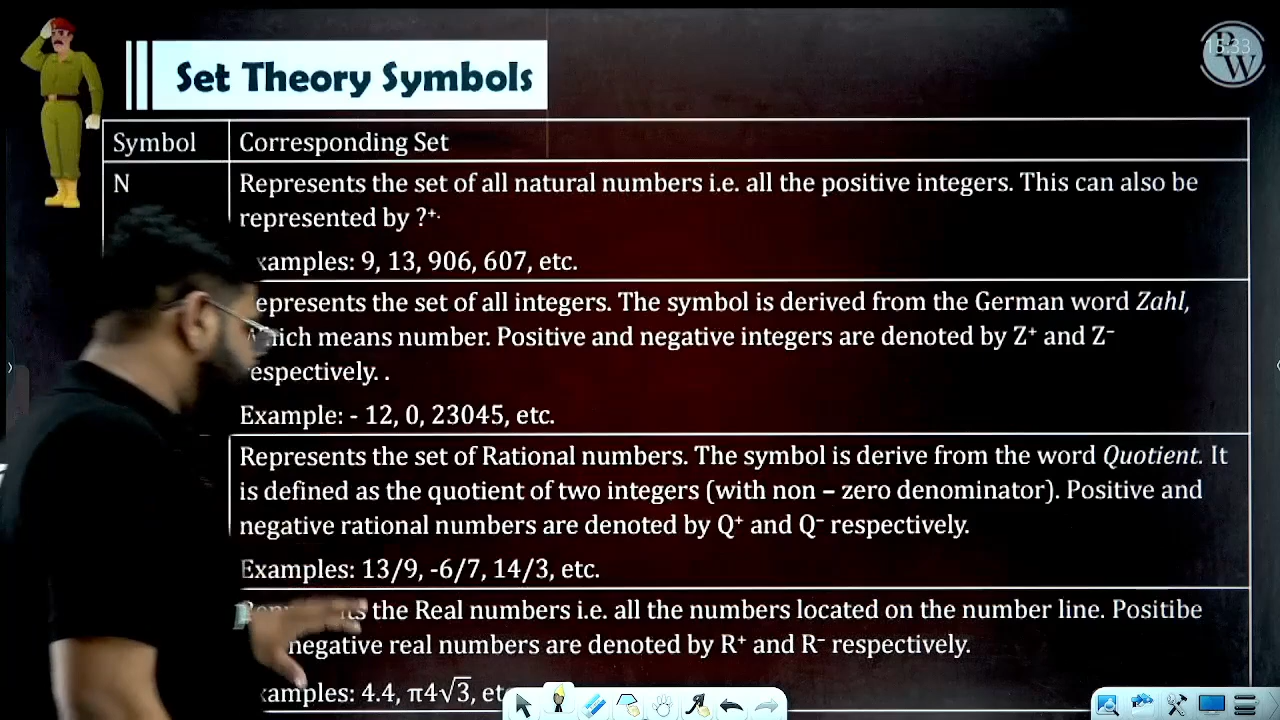 Set Theory Symbols
15:33
PW
Symbol
Corresponding Set
N
Represents the set of all natural numbers i.e. all the positive integers. This can also be
represented by ?⁺·
xamples: 9, 13, 906, 607, etc.
epresents the set of all integers. The symbol is derived from the German word Zahl,
hich means number. Positive and negative integers are denoted by Z⁺ and Z⁻
espectively. .
Example: - 12, 0, 23045, etc.
Represents the set of Rational numbers. The symbol is derive from the word Quotient. It
is defined as the quotient of two integers (with non – zero denominator). Positive and
negative rational numbers are denoted by Q⁺ and Q⁻ respectively.
Examples: 13/9, -6/7, 14/3, etc.
the Real numbers i.e. all the numbers located on the number line. Positibe
negative real numbers are denoted by R⁺ and R⁻ respectively.
xamples: 4.4, π4√3, et